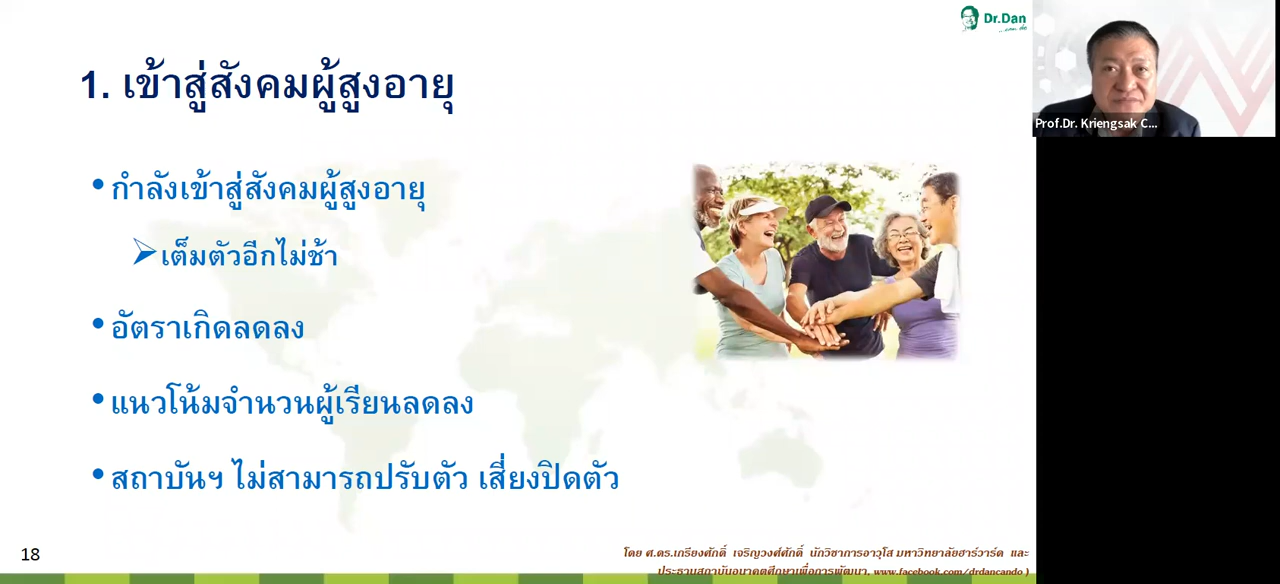 Dr.Dan
...can do
Prof.Dr. Kriengsak C...
1. เข้าสู่สังคมผู้สูงอายุ
•กำลังเข้าสู่สังคมผู้สูงอายุ
➢เต็มตัวอีกไม่ช้า
•อัตราเกิดลดลง
•แนวโน้มจำนวนผู้เรียนลดลง
•สถาบันฯ ไม่สามารถปรับตัว เสี่ยงปิดตัว
18
โดย ศ.ดร.เกรียงศักดิ์ เจริญวงศ์ศักดิ์ นักวิชาการอาวุโส มหาวิทยาลัยฮาร์วาร์ด และ
ประธานสถาบันอนาคตศึกษาเพื่อการพัฒนา, www.facebook.com/drdancando )